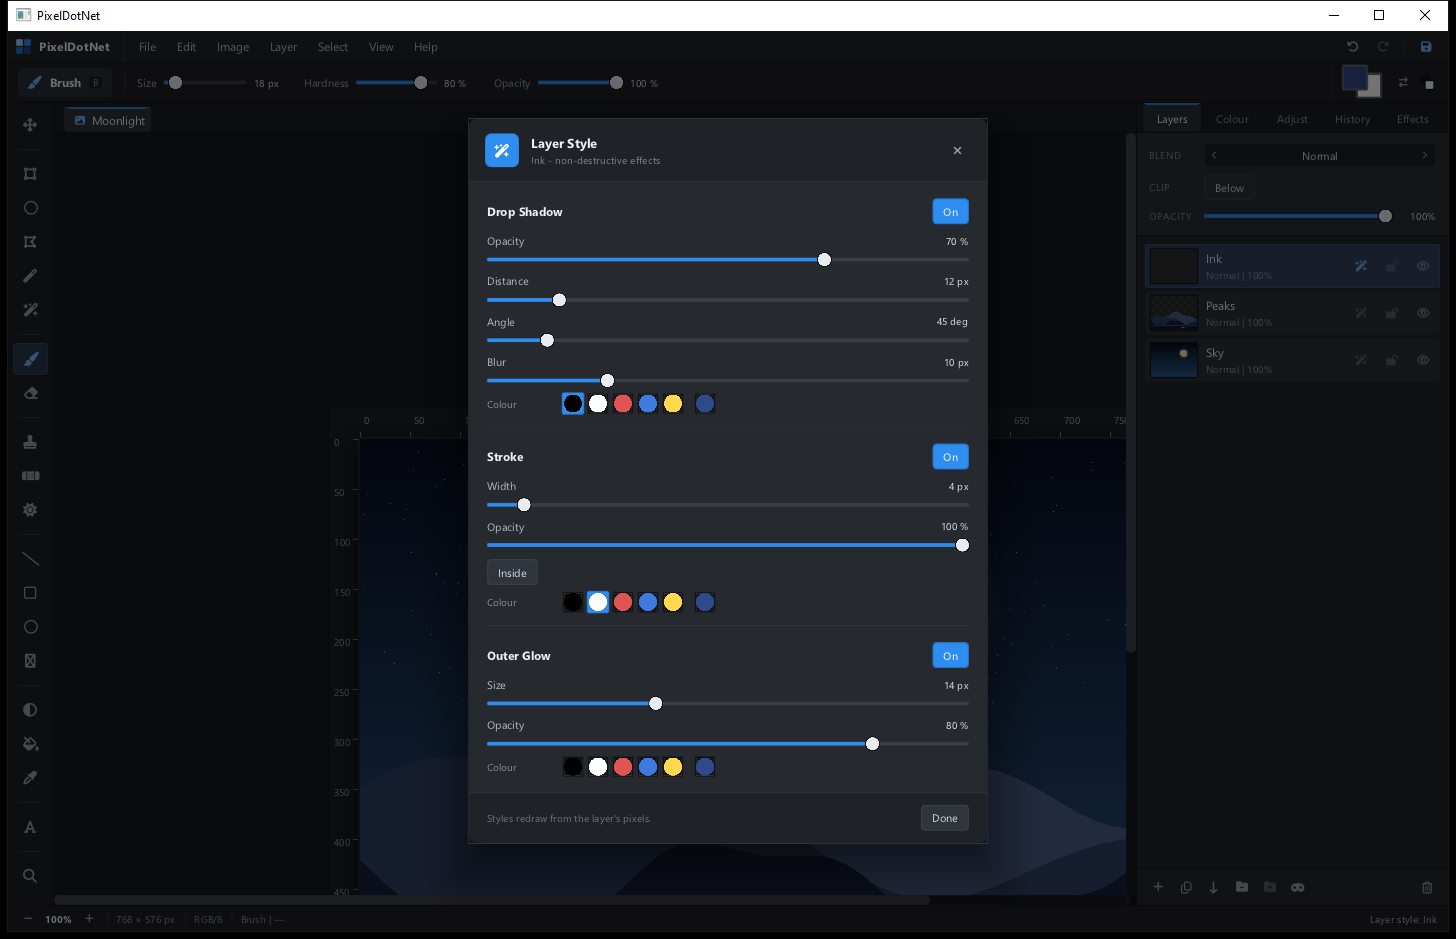 PixelDotNet
PixelDotNet File Edit Image Layer Select View Help
Brush B Size 18 px Hardness 80 % Opacity 100 %
Moonlight
Layers Colour Adjust History Effects
BLEND Normal
CLIP Below
OPACITY 100%
Ink
Normal | 100%
Peaks
Normal | 100%
Sky
Normal | 100%
Layer Style
Ink - non-destructive effects
Drop Shadow On
Opacity 70 %
Distance 12 px
Angle 45 deg
Blur 10 px
Colour
Stroke On
Width 4 px
Opacity 100 %
Inside
Colour
Outer Glow On
Size 14 px
Opacity 80 %
Colour
Styles redraw from the layer's pixels. Done
0 50 650 700
0
50
100
150
200
250
300
350
400
450
A
100% 768 × 576 px RGB/8 Brush | — Layer style: Ink